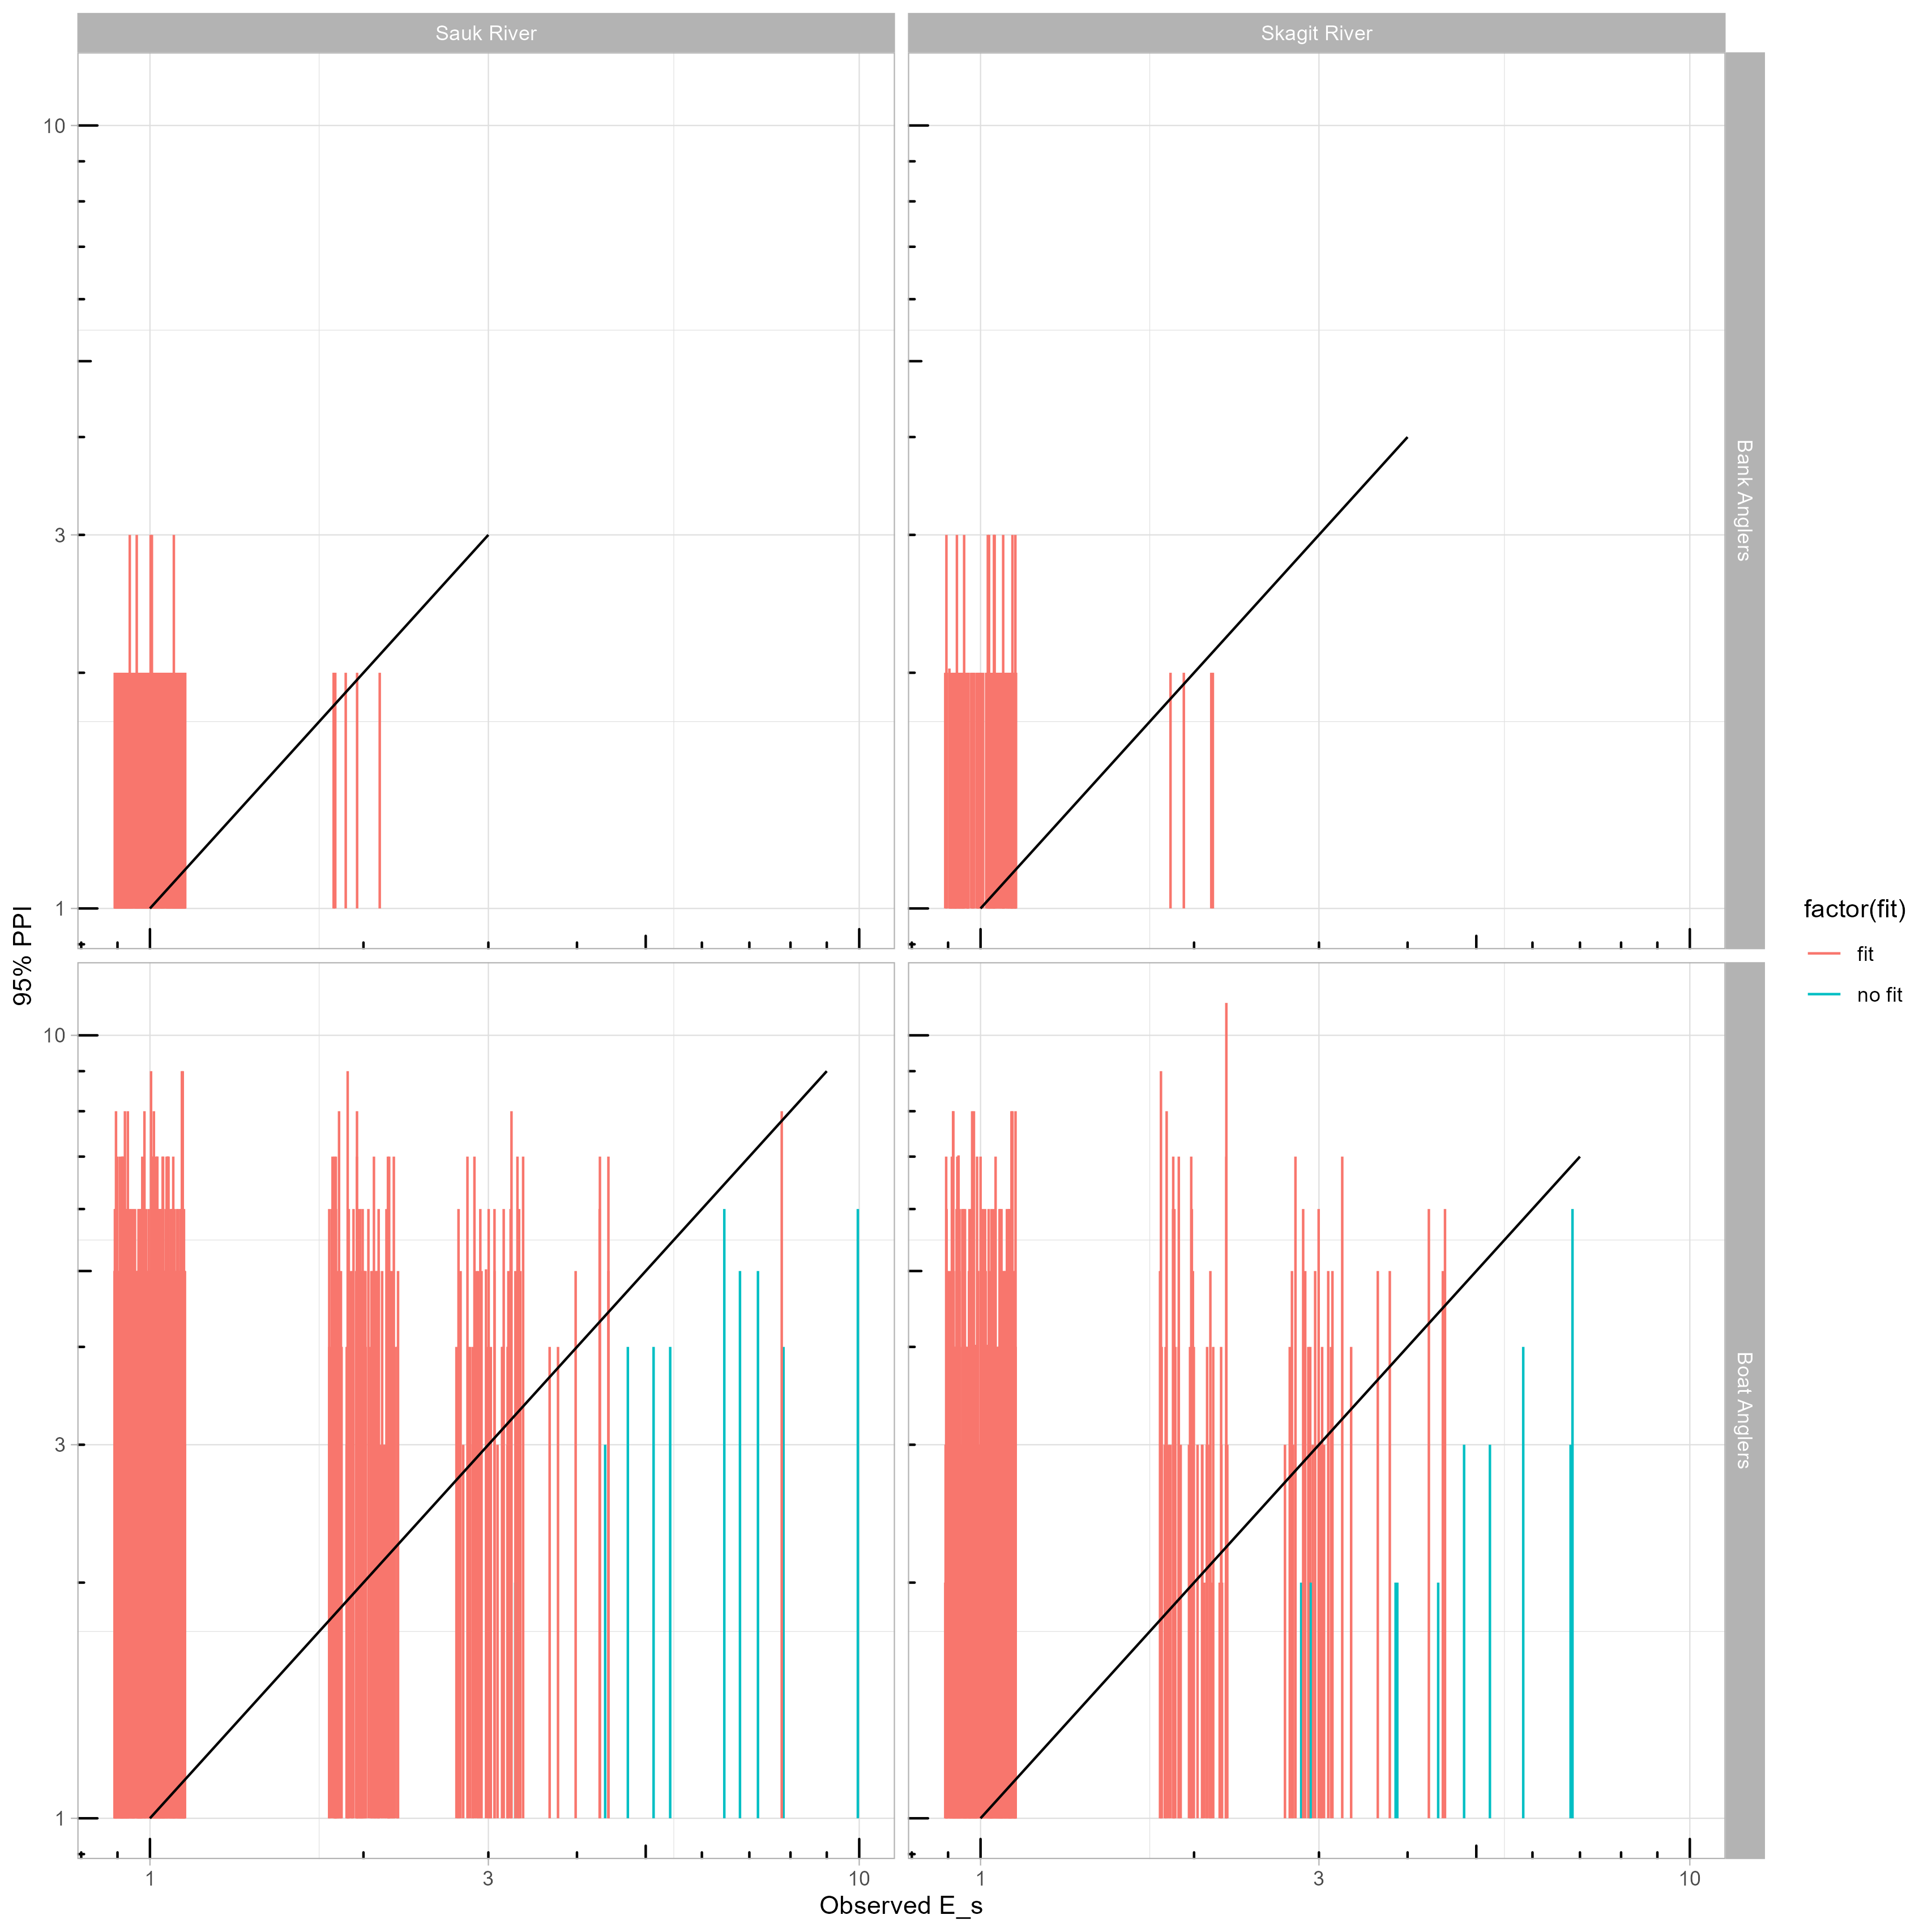 Sauk River
Skagit River
10
3
1
Bank Anglers
10
3
1
Boat Anglers
95% PPI
1
3
10
1
3
10
Observed E_s
factor(fit)
fit
no fit